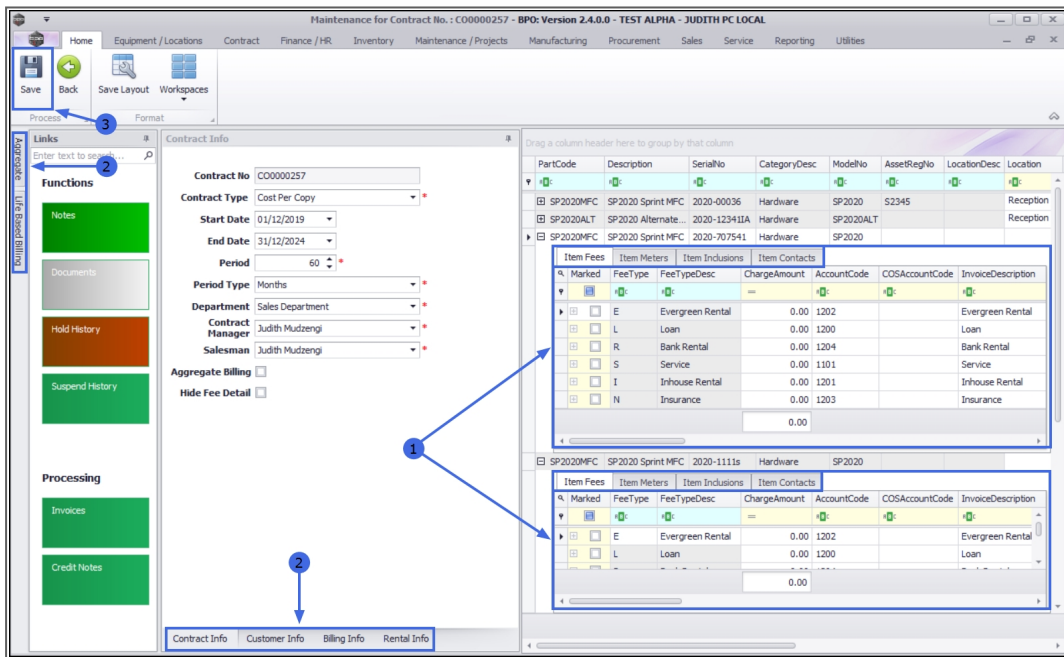 Maintenance for Contract No. : CO0000257 - BPO: Version 2.4.0.0 - TEST ALPHA - JUDITH PC LOCAL
Home Equipment / Locations Contract Finance / HR Inventory Maintenance / Projects Manufacturing Procurement Sales Service Reporting Utilities
Save Back Save Layout Workspaces
Process Format
3
Aggregate
Life Based Billing
2
Links
Enter text to search...
Functions
Notes
Documents
Hold History
Suspend History
Processing
Invoices
Credit Notes
Contract Info
Contract No CO0000257
Contract Type Cost Per Copy *
Start Date 01/12/2019
End Date 31/12/2024
Period 60 *
Period Type Months *
Department Sales Department *
Contract Manager Judith Mudzengi *
Salesman Judith Mudzengi *
Aggregate Billing
Hide Fee Detail
1
2
Contract Info Customer Info Billing Info Rental Info
Drag a column header here to group by that column
PartCode Description SerialNo CategoryDesc ModelNo AssetRegNo LocationDesc Location
SP2020MFC SP2020 Sprint MFC 2020-00036 Hardware SP2020 S2345 Reception
SP2020ALT SP2020 Alternate... 2020-12341IA Hardware SP2020ALT Reception
SP2020MFC SP2020 Sprint MFC 2020-707541 Hardware SP2020
Item Fees Item Meters Item Inclusions Item Contacts
Marked FeeType FeeTypeDesc ChargeAmount AccountCode COSAccountCode InvoiceDescription
=
E Evergreen Rental 0.00 1202 Evergreen Rental
L Loan 0.00 1200 Loan
R Bank Rental 0.00 1204 Bank Rental
S Service 0.00 1101 Service
I Inhouse Rental 0.00 1201 Inhouse Rental
N Insurance 0.00 1203 Insurance
0.00
SP2020MFC SP2020 Sprint MFC 2020-1111s Hardware SP2020
Item Fees Item Meters Item Inclusions Item Contacts
Marked FeeType FeeTypeDesc ChargeAmount AccountCode COSAccountCode InvoiceDescription
=
E Evergreen Rental 0.00 1202 Evergreen Rental
L Loan 0.00 1200 Loan
0.00